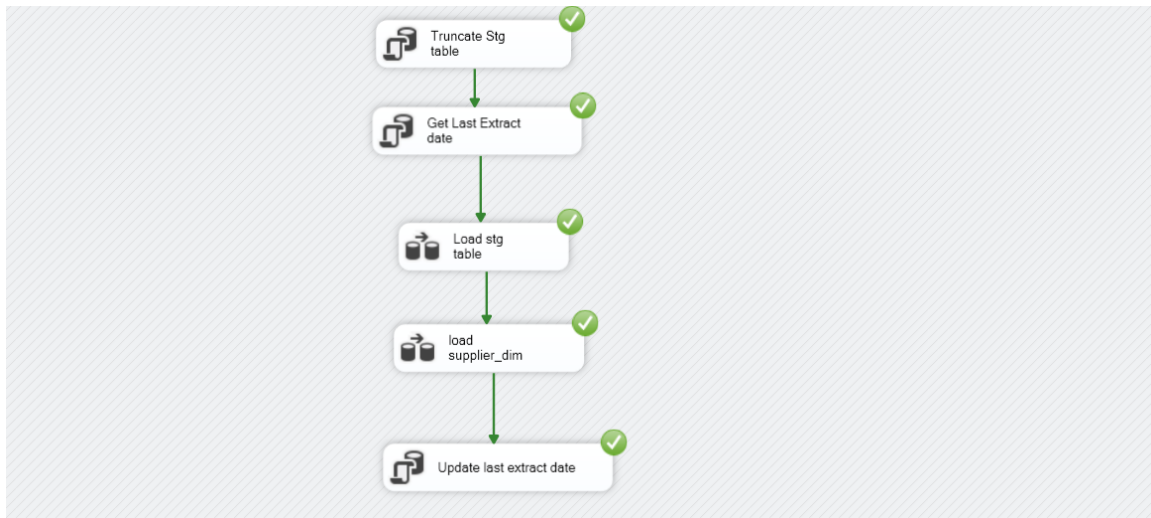 Truncate Stg
table
Get Last Extract
date
Load stg
table
load
supplier_dim
Update last extract date